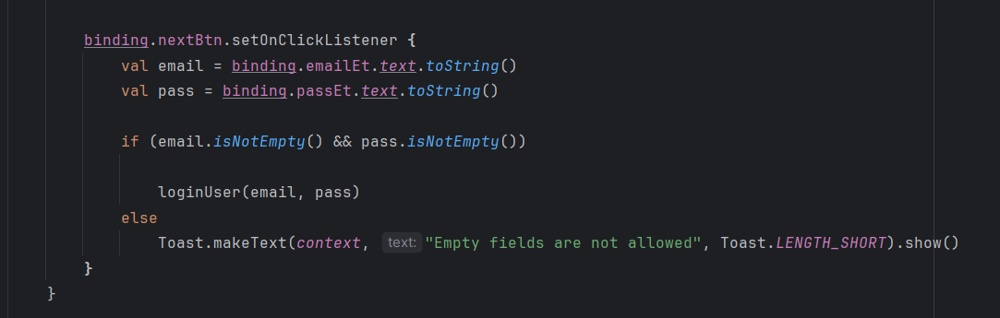 binding.nextBtn.setOnClickListener {
val email = binding.emailEt.text.toString()
val pass = binding.passEt.text.toString()
if (email.isNotEmpty() && pass.isNotEmpty())
loginUser(email, pass)
else
Toast.makeText(context, text: "Empty fields are not allowed", Toast.LENGTH_SHORT).show()
}
}